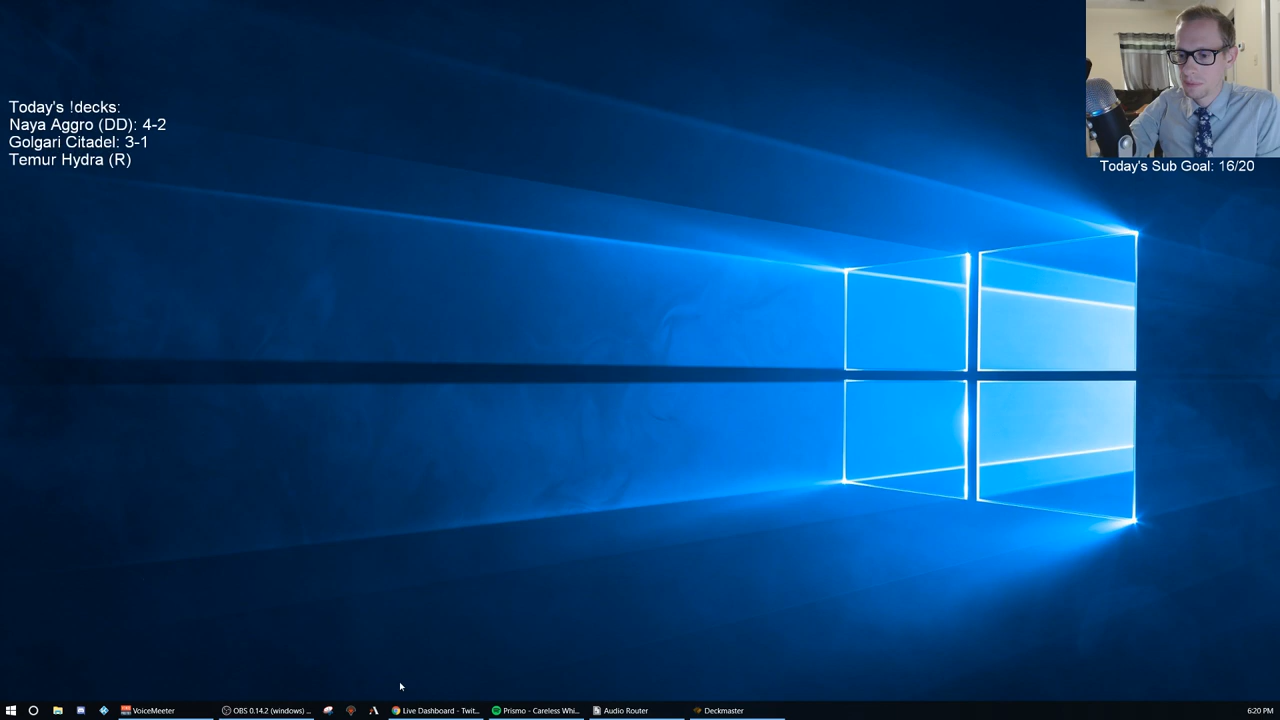 Today's !decks:
Naya Aggro (DD): 4-2
Golgari Citadel: 3-1
Temur Hydra (R)
Today's Sub Goal: 16/20
VoiceMeeter
OBS 0.14.2 (windows) ...
Live Dashboard - Twit...
Prismo - Careless Whi...
Audio Router
Deckmaster
6:20 PM